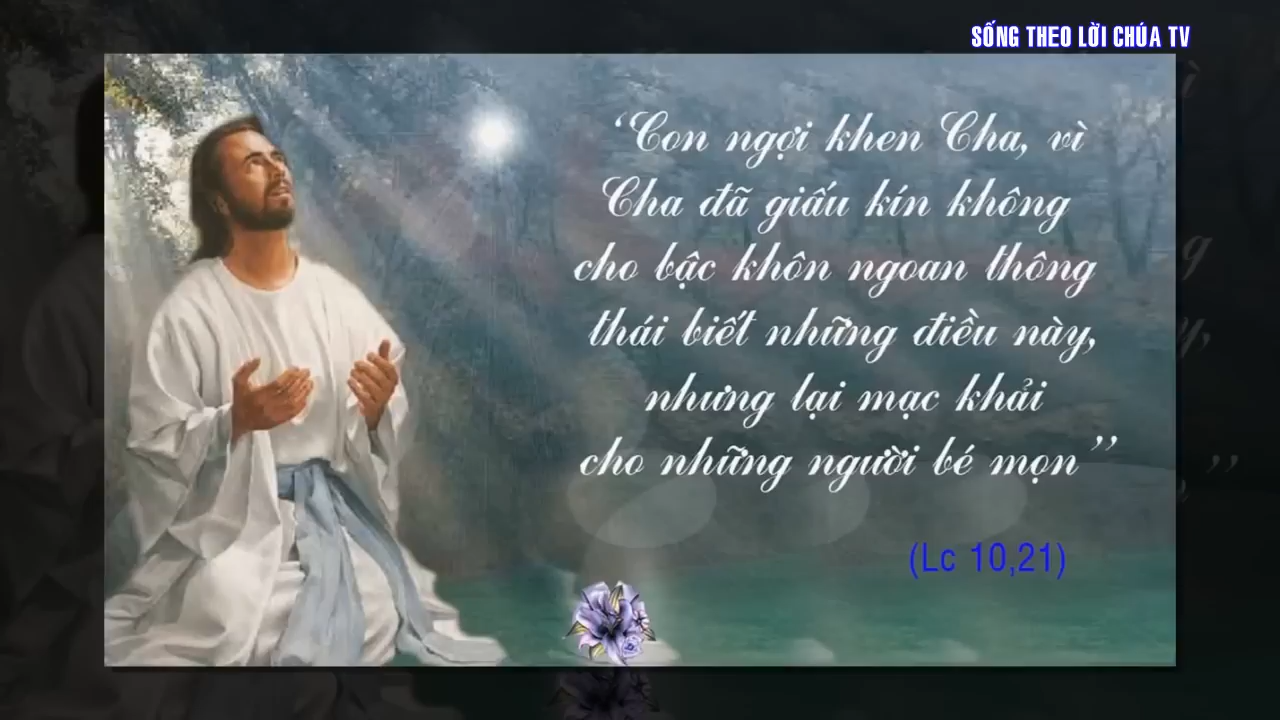 SỐNG THEO LỜI CHÚA TV
“Con ngợi khen Cha, vì
Cha đã giấu kín không
cho bậc khôn ngoan thông
thái biết những điều này,
nhưng lại mạc khải
cho những người bé mọn”
(Lc 10,21)